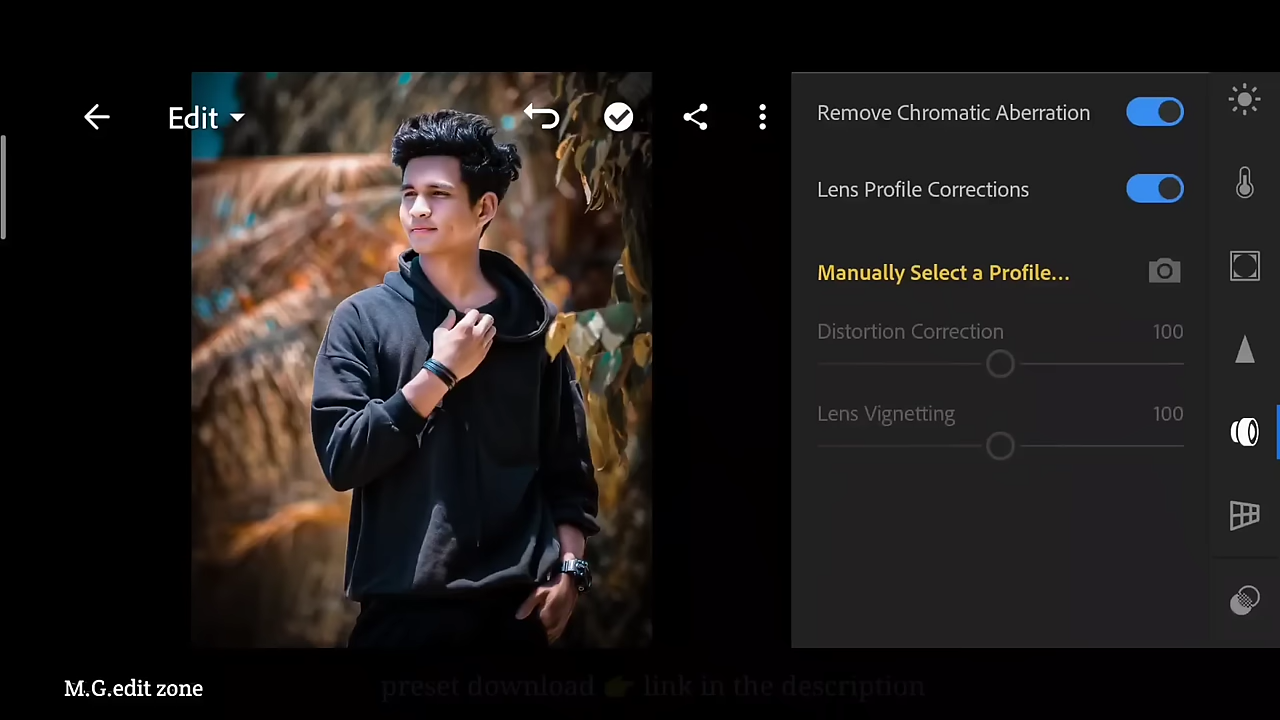 Edit
Remove Chromatic Aberration
Lens Profile Corrections
Manually Select a Profile...
Distortion Correction 100
Lens Vignetting 100
M.G.edit zone
preset download 👉 link in the description